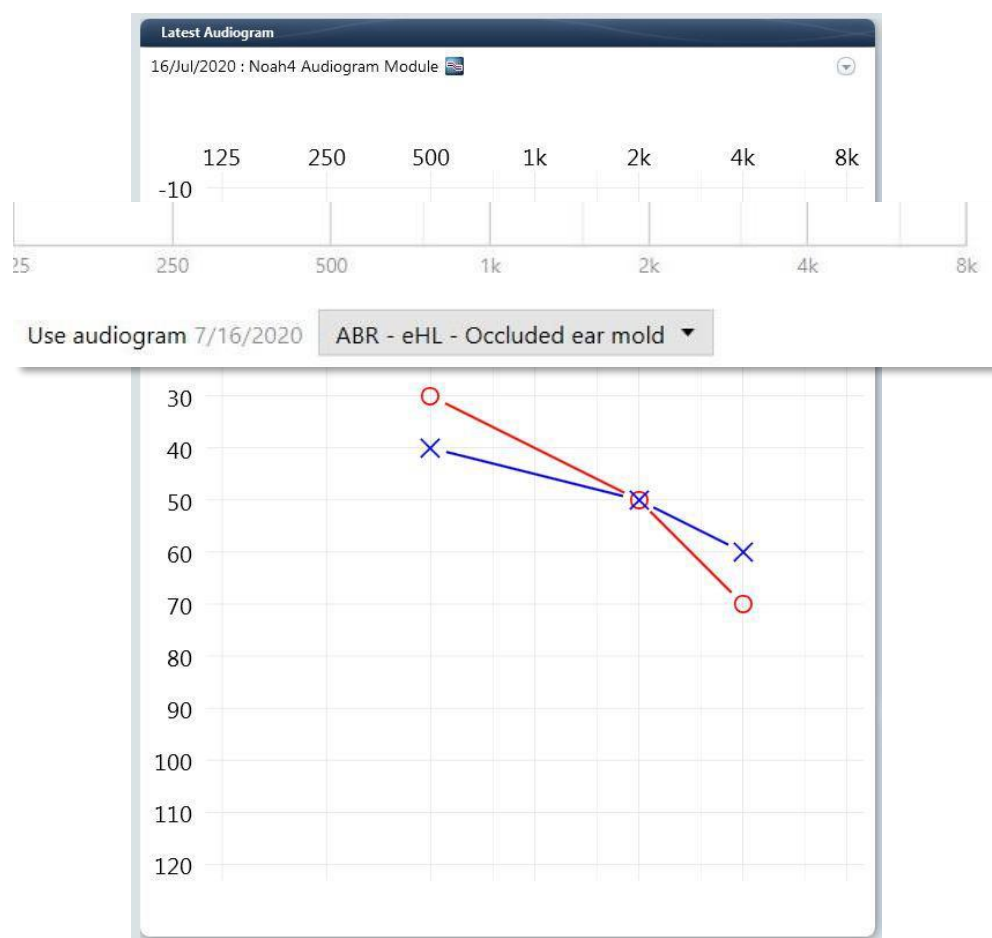 Latest Audiogram
16/Jul/2020 : Noah4 Audiogram Module
125 250 500 1k 2k 4k 8k
-10
25 250 500 1k 2k 4k 8k
Use audiogram 7/16/2020 ABR - eHL - Occluded ear mold
30
40
50
60
70
80
90
100
110
120